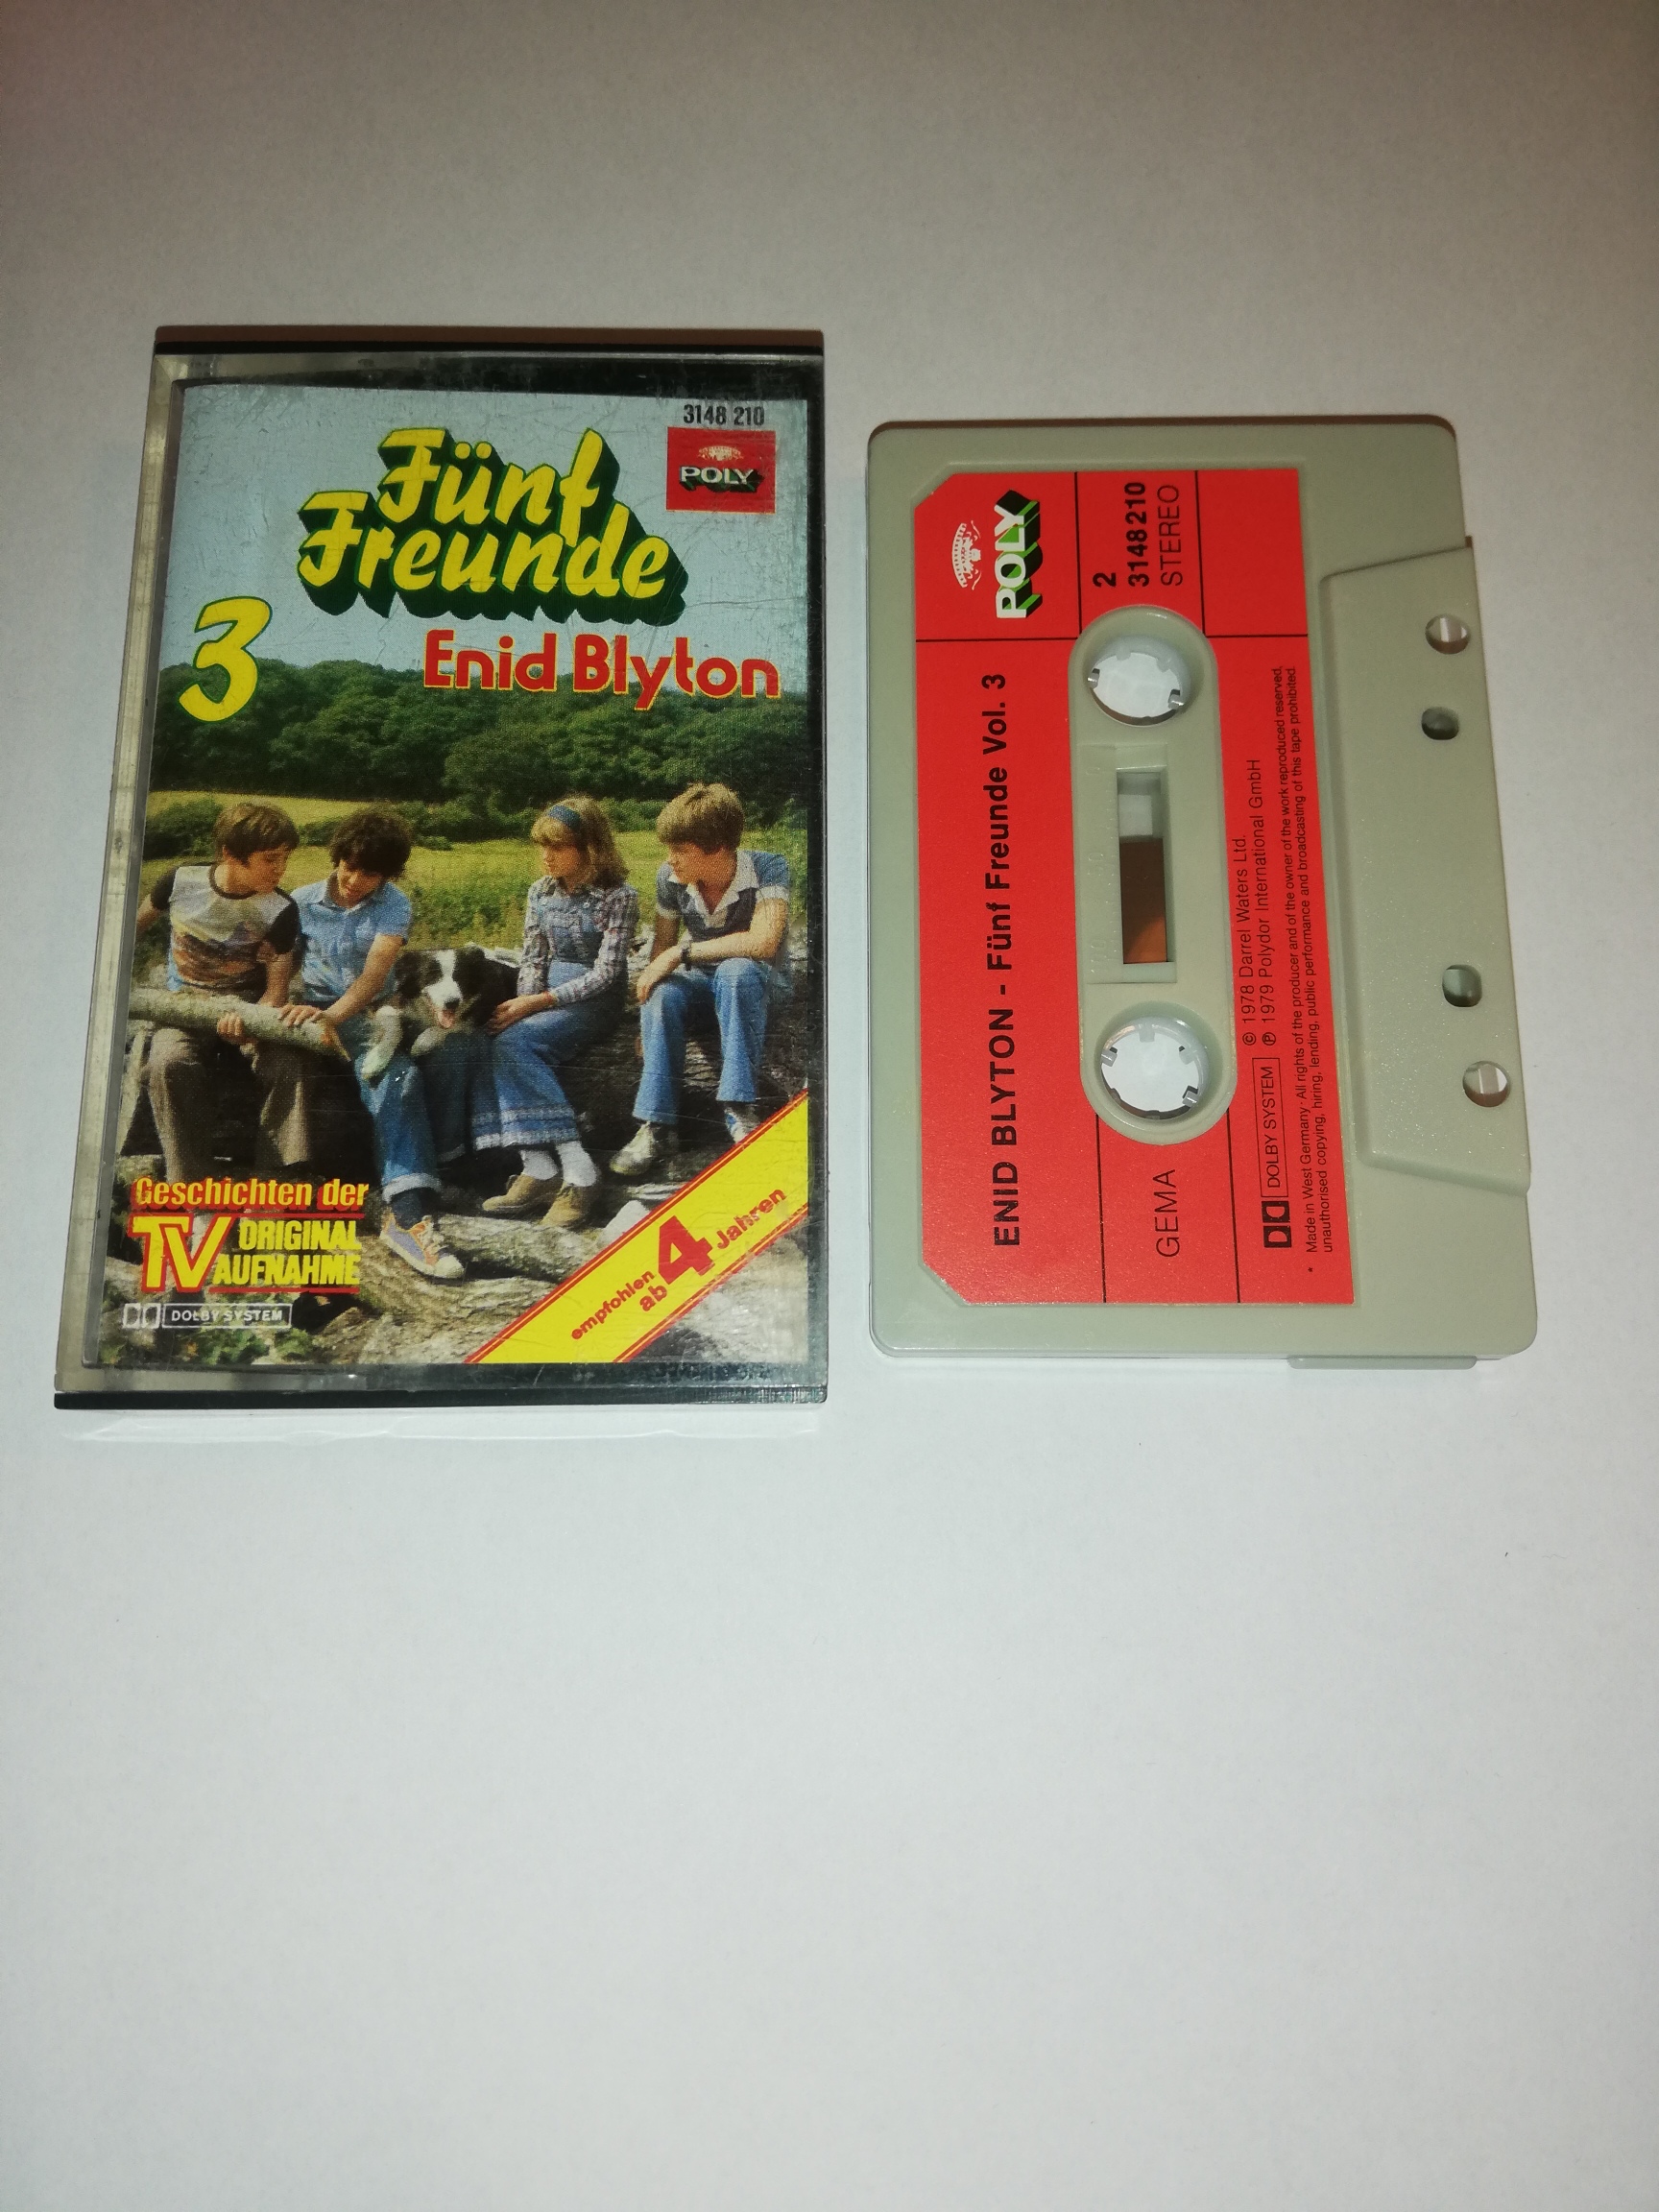 3148 210
POLY
Fünf
Freunde
3
Enid Blyton
Geschichten der
TV ORIGINAL
AUFNAHME
DOLBY SYSTEM
empfohlen
ab 4 Jahren
POLY
2
3148 210
STEREO
ENID BLYTON - Fünf Freunde Vol. 3
GEMA
DOLBY SYSTEM
© 1978 Darrel Waters Ltd.
℗ 1979 Polydor International GmbH
• Made in West Germany · All rights of the producer and of the owner of the work reproduced reserved,
unauthorised copying, hiring, lending, public performance and broadcasting of this tape prohibited.